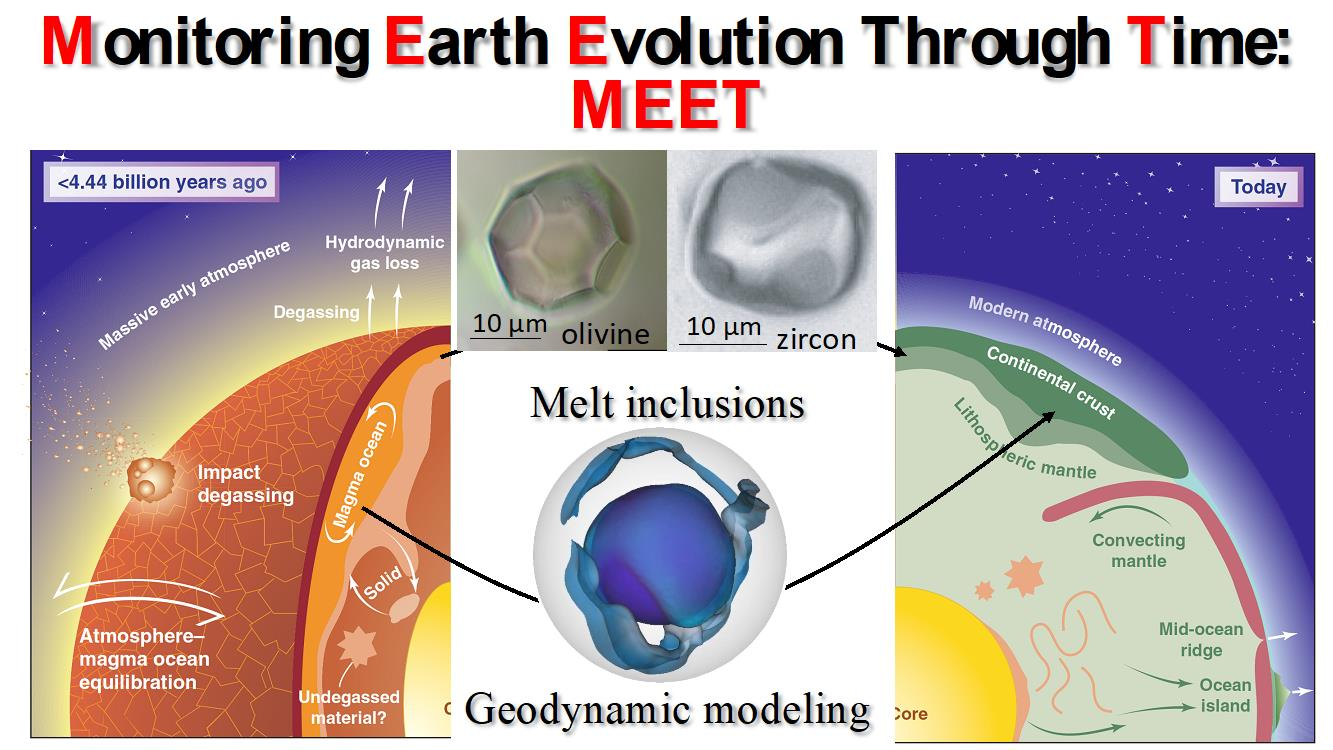 Monitoring Earth Evolution Through Time:
MEET
<4.44 billion years ago
Massive early atmosphere
Hydrodynamic
gas loss
Degassing
Impact
degassing
Magma ocean
Solid
Atmosphere–
magma ocean
equilibration
Undegassed
material?
C
10 µm olivine
10 µm zircon
Melt inclusions
Geodynamic modeling
Today
Modern atmosphere
Continental crust
Lithospheric mantle
Convecting
mantle
Mid-ocean
ridge
Ocean
island
Core